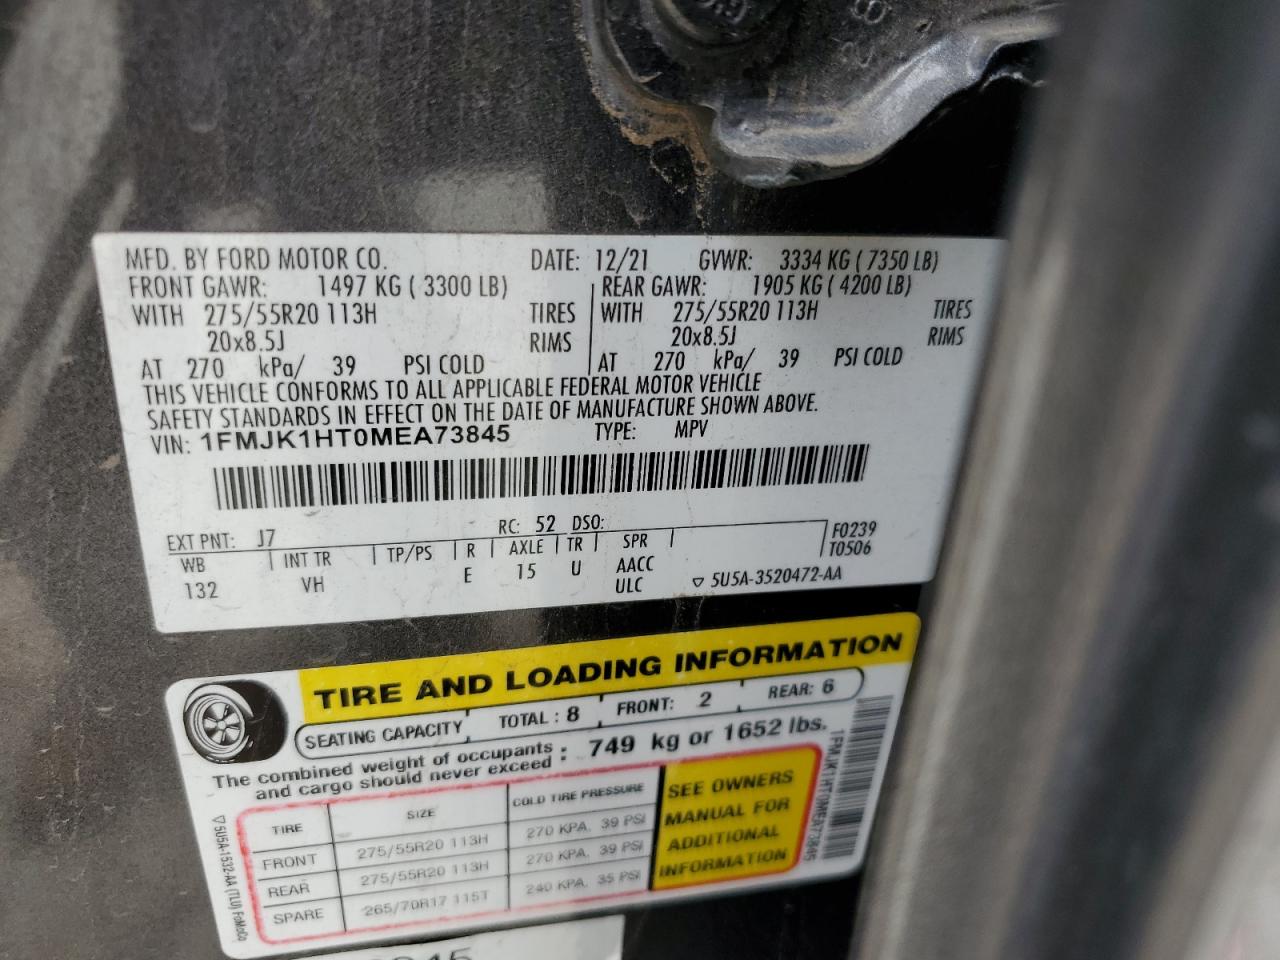 MFD. BY FORD MOTOR CO. DATE: 12/21 GVWR: 3334 KG ( 7350 LB)
FRONT GAWR: 1497 KG ( 3300 LB) REAR GAWR: 1905 KG ( 4200 LB)
WITH 275/55R20 113H TIRES WITH 275/55R20 113H TIRES
20x8.5J RIMS 20x8.5J RIMS
AT 270 kPa/ 39 PSI COLD AT 270 kPa/ 39 PSI COLD
THIS VEHICLE CONFORMS TO ALL APPLICABLE FEDERAL MOTOR VEHICLE
SAFETY STANDARDS IN EFFECT ON THE DATE OF MANUFACTURE SHOWN ABOVE.
VIN: 1FMJK1HT0MEA73845 TYPE: MPV
EXT PNT: J7 RC: 52 DSO: F0239
WB INT TR TP/PS R AXLE TR SPR T0506
132 VH E 15 U AACC
ULC 5U5A-3520472-AA
TIRE AND LOADING INFORMATION
SEATING CAPACITY TOTAL : 8 FRONT: 2 REAR: 6
The combined weight of occupants and cargo should never exceed : 749 kg or 1652 lbs.
TIRE SIZE COLD TIRE PRESSURE
FRONT 275/55R20 113H 270 KPA, 39 PSI
REAR 275/55R20 113H 270 KPA, 39 PSI
SPARE 265/70R17 115T 240 KPA, 35 PSI
SEE OWNERS
MANUAL FOR
ADDITIONAL
INFORMATION
5U5A-1532-AA (TLU) FoMoCo
1FMJK1HT0MEA73845